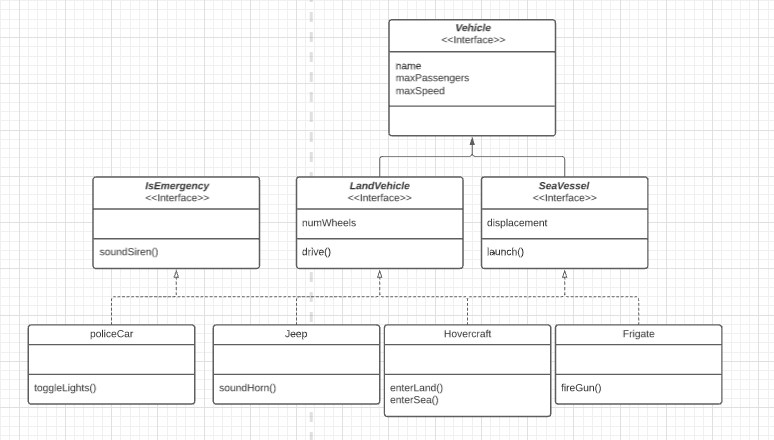 Vehicle
<<Interface>>
name
maxPassengers
maxSpeed
IsEmergency
<<Interface>>
soundSiren()
LandVehicle
<<Interface>>
numWheels
drive()
SeaVessel
<<Interface>>
displacement
launch()
policeCar
toggleLights()
Jeep
soundHorn()
Hovercraft
enterLand()
enterSea()
Frigate
fireGun()